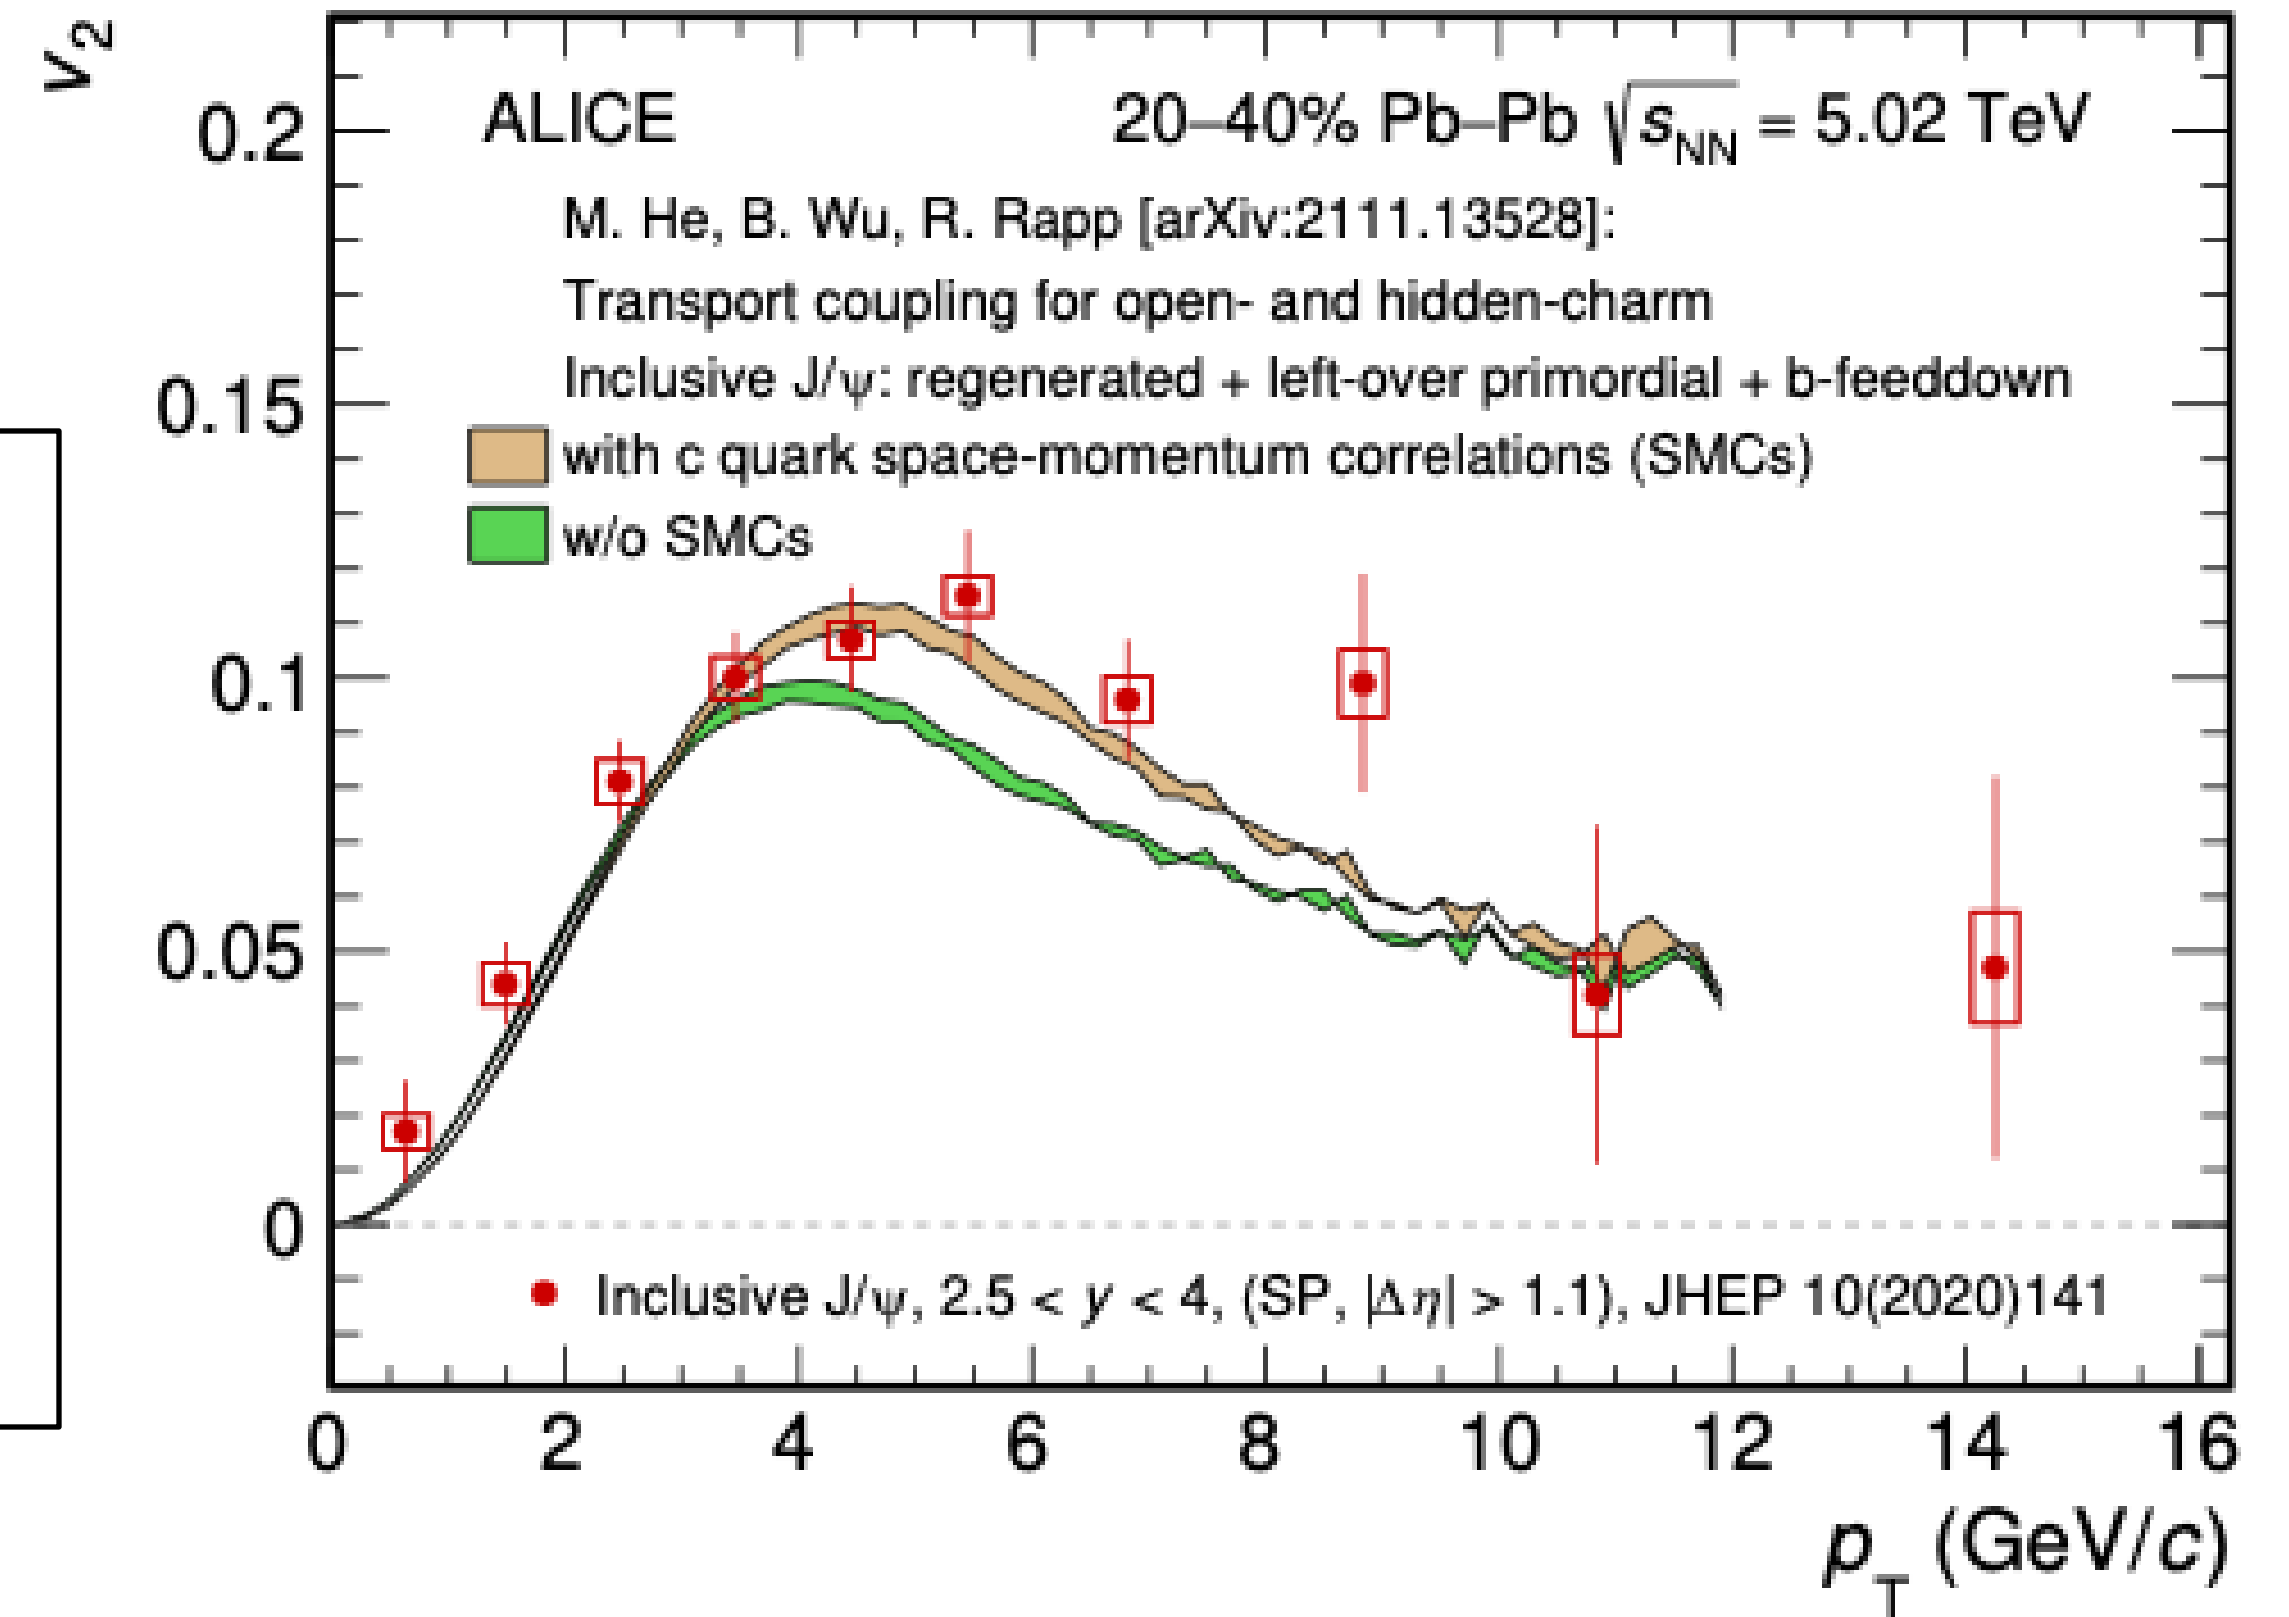 v2
ALICE 20–40% Pb–Pb √sNN = 5.02 TeV
M. He, B. Wu, R. Rapp [arXiv:2111.13528]:
Transport coupling for open- and hidden-charm
Inclusive J/ψ: regenerated + left-over primordial + b-feeddown
with c quark space-momentum correlations (SMCs)
w/o SMCs
0.2
0.15
0.1
0.05
0
Inclusive J/ψ, 2.5 < y < 4, (SP, |Δη| > 1.1), JHEP 10(2020)141
0 2 4 6 8 10 12 14 16
pT (GeV/c)